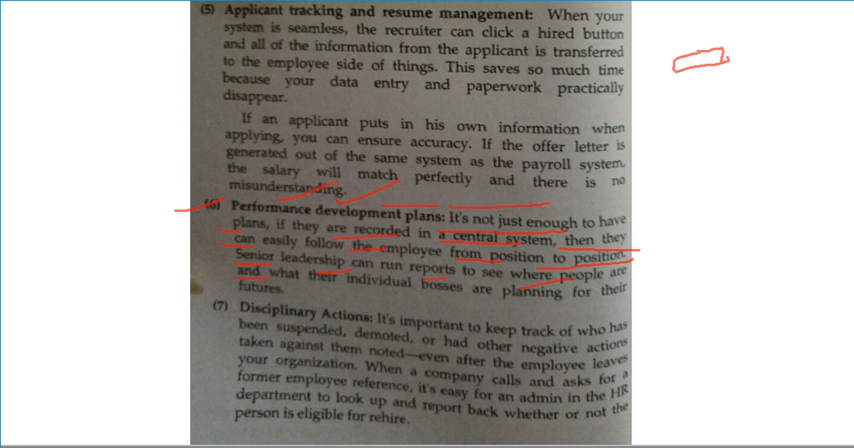 (5) Applicant tracking and resume management: When your
system is seamless, the recruiter can click a hired button
and all of the information from the applicant is transferred
to the employee side of things. This saves so much time
because your data entry and paperwork practically
disappear.
If an applicant puts in his own information when
applying, you can ensure accuracy. If the offer letter is
generated out of the same system as the payroll system,
the salary will match perfectly and there is no
misunderstanding.
(6) Performance development plans: It's not just enough to have
plans, if they are recorded in a central system, then they
can easily follow the employee from position to position.
Senior leadership can run reports to see where people are
and what their individual bosses are planning for their
futures.
(7) Disciplinary Actions: It's important to keep track of who has
been suspended, demoted, or had other negative actions
taken against them noted—even after the employee leaves
your organization. When a company calls and asks for a
former employee reference, it's easy for an admin in the HR
department to look up and report back whether or not the
person is eligible for rehire.